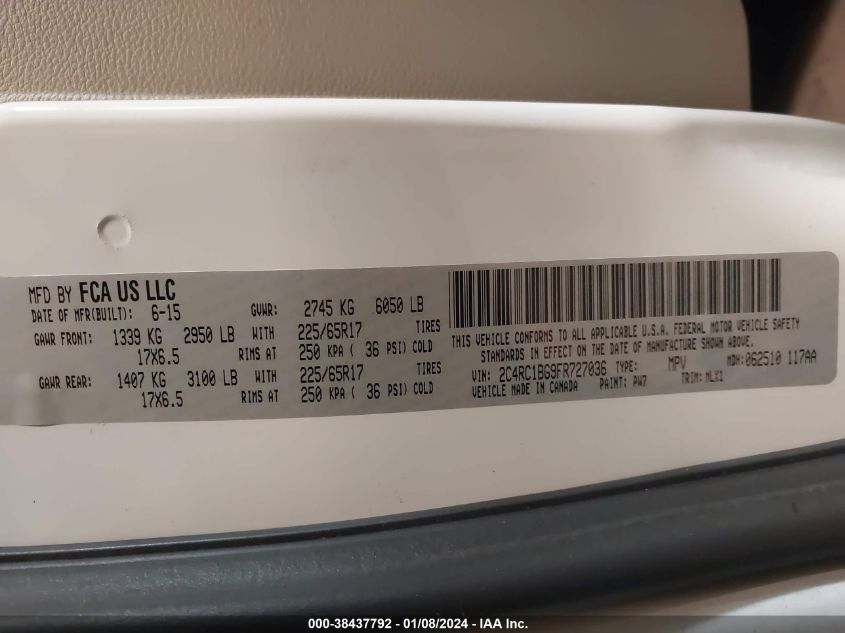 MFD BY FCA US LLC
DATE OF MFR(BUILT): 6-15 GVWR: 2745 KG 6050 LB
GAWR FRONT: 1339 KG 2950 LB WITH 225/65R17 TIRES
17X6.5 RIMS AT 250 KPA ( 36 PSI) COLD
GAWR REAR: 1407 KG 3100 LB WITH 225/65R17 TIRES
17X6.5 RIMS AT 250 KPA ( 36 PSI) COLD
THIS VEHICLE CONFORMS TO ALL APPLICABLE U.S.A. FEDERAL MOTOR VEHICLE SAFETY
STANDARDS IN EFFECT ON THE DATE OF MANUFACTURE SHOWN ABOVE.
VIN: 2C4RC1BG9FR727036 TYPE: MPV MDH: 062510 117AA
VEHICLE MADE IN CANADA PAINT: PW7 TRIM: MLX1
000-38437792 - 01/08/2024 - IAA Inc.